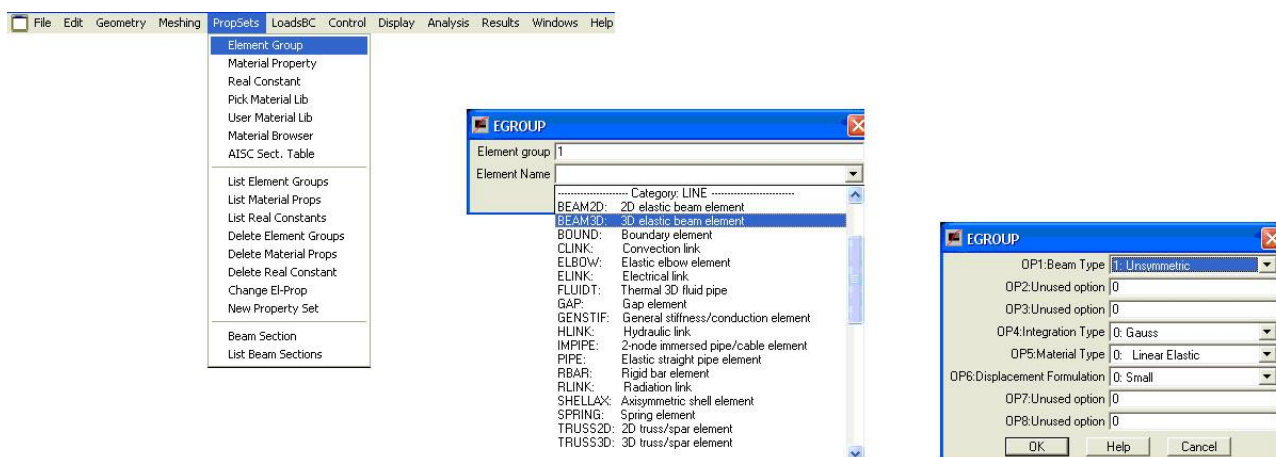 File Edit Geometry Meshing PropSets LoadsBC Control Display Analysis Results Windows Help
Element Group
Material Property
Real Constant
Pick Material Lib
User Material Lib
Material Browser
AISC Sect. Table
List Element Groups
List Material Props
List Real Constants
Delete Element Groups
Delete Material Props
Delete Real Constant
Change El-Prop
New Property Set
Beam Section
List Beam Sections
EGROUP
Element group 1
Element Name
---------------------- Category: LINE --------------------------
BEAM2D: 2D elastic beam element
BEAM3D: 3D elastic beam element
BOUND: Boundary element
CLINK: Convection link
ELBOW: Elastic elbow element
ELINK: Electrical link
FLUIDT: Thermal 3D fluid pipe
GAP: Gap element
GENSTIF: General stiffness/conduction element
HLINK: Hydraulic link
IMPIPE: 2-node immersed pipe/cable element
PIPE: Elastic straight pipe element
RBAR: Rigid bar element
RLINK: Radiation link
SHELLAX: Axisymmetric shell element
SPRING: Spring element
TRUSS2D: 2D truss/spar element
TRUSS3D: 3D truss/spar element
EGROUP
OP1:Beam Type 1: Unsymmetric
OP2:Unused option 0
OP3:Unused option 0
OP4:Integration Type 0: Gauss
OP5:Material Type 0: Linear Elastic
OP6:Displacement Formulation 0: Small
OP7:Unused option 0
OP8:Unused option 0
OK Help Cancel